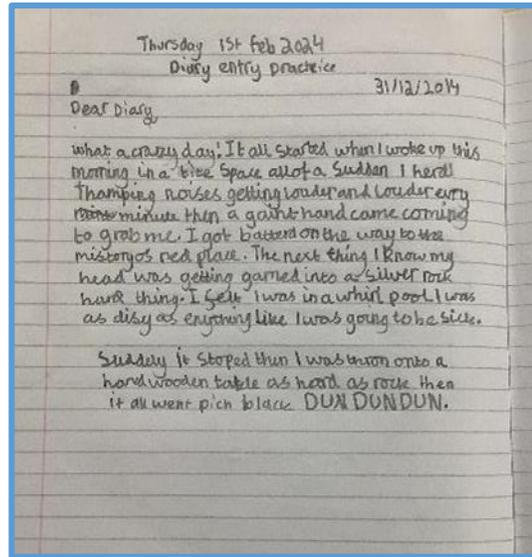 Thursday 1st Feb 2024
Diary entry practice
31/12/2014
Dear Diary
what a crazy day! It all started when I woke up this
morning in a tite space all of a Sudden I herd
Thamping noises getting louder and louder evry
minute then a gaint hand came coming
to grab me. I got batterd on the way to the
misteryos red place. The next thing I know my
head was getting gamed into a silver rock
hard thing. I felt I was in a whirl pool I was
as disy as enything like I was going to be sick.
Suddely it stoped then I was thron onto a
hard wooden table as hard as rock then
it all went pich black DUN DUN DUN.